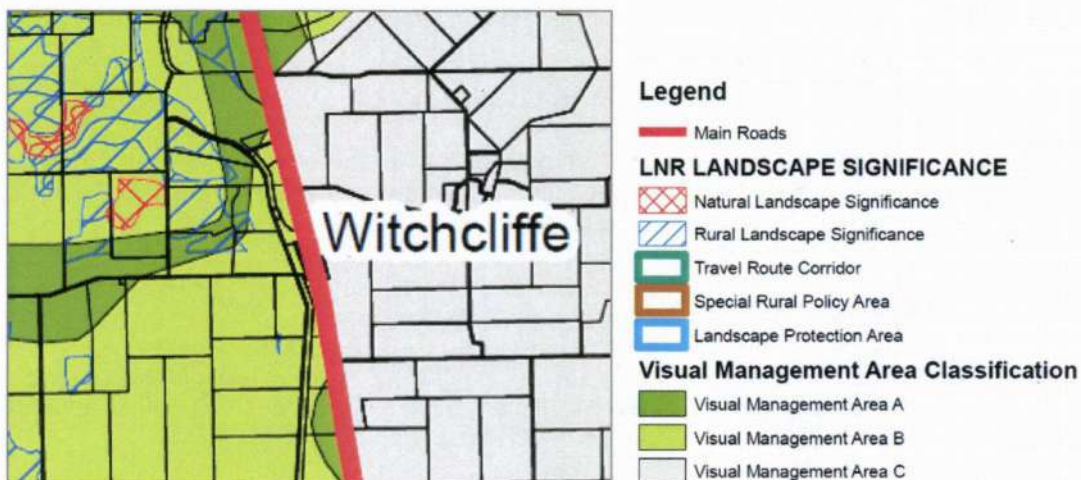 Witchcliffe
Legend
Main Roads
LNR LANDSCAPE SIGNIFICANCE
Natural Landscape Significance
Rural Landscape Significance
Travel Route Corridor
Special Rural Policy Area
Landscape Protection Area
Visual Management Area Classification
Visual Management Area A
Visual Management Area B
Visual Management Area C